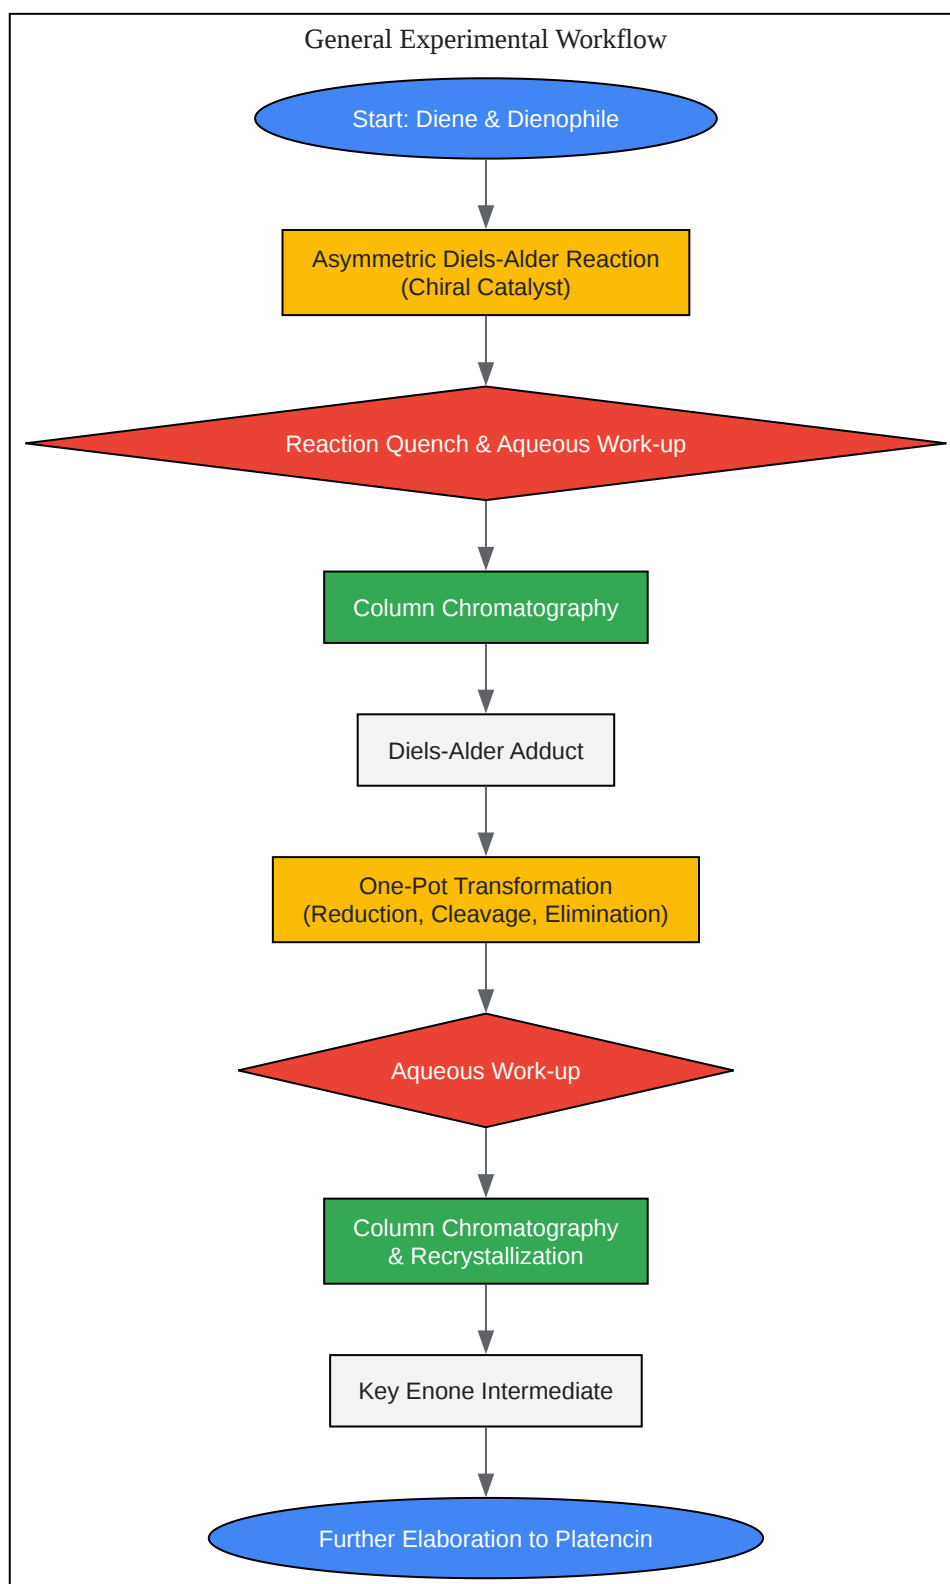 General Experimental Workflow
Start: Diene & Dienophile
Asymmetric Diels-Alder Reaction
(Chiral Catalyst)
Reaction Quench & Aqueous Work-up
Column Chromatography
Diels-Alder Adduct
One-Pot Transformation
(Reduction, Cleavage, Elimination)
Aqueous Work-up
Column Chromatography
& Recrystallization
Key Enone Intermediate
Further Elaboration to Platencin